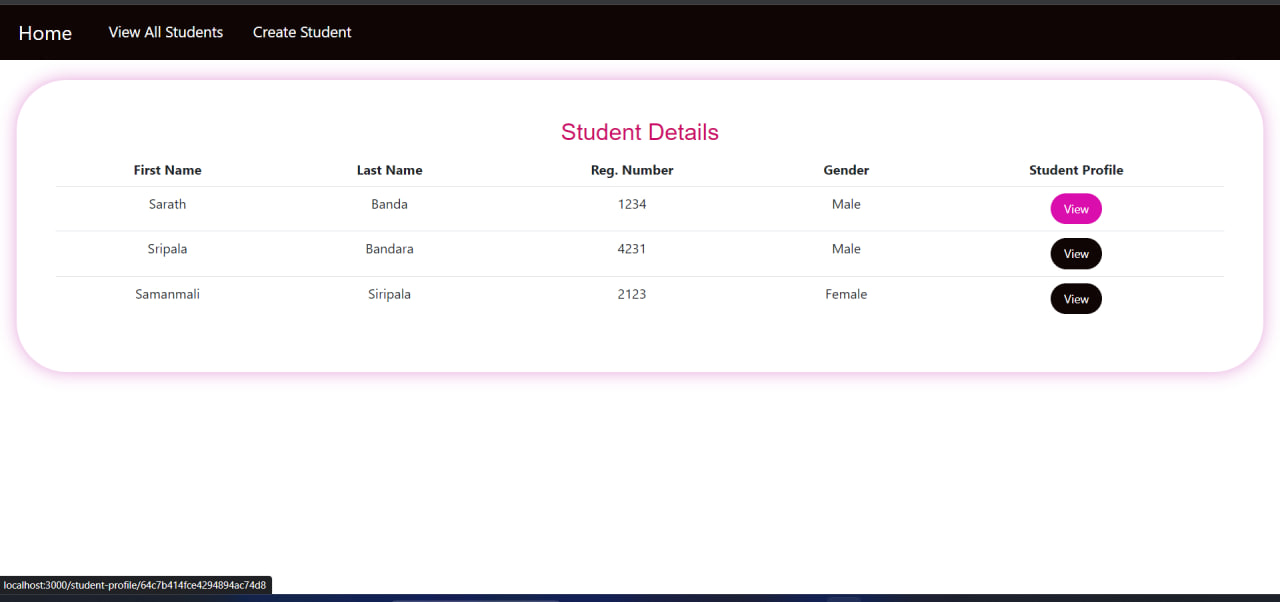 Home View All Students Create Student
Student Details
First Name Last Name Reg. Number Gender Student Profile
Sarath Banda 1234 Male View
Sripala Bandara 4231 Male View
Samanmali Siripala 2123 Female View
localhost:3000/student-profile/64c7b414fce4294894ac74d8